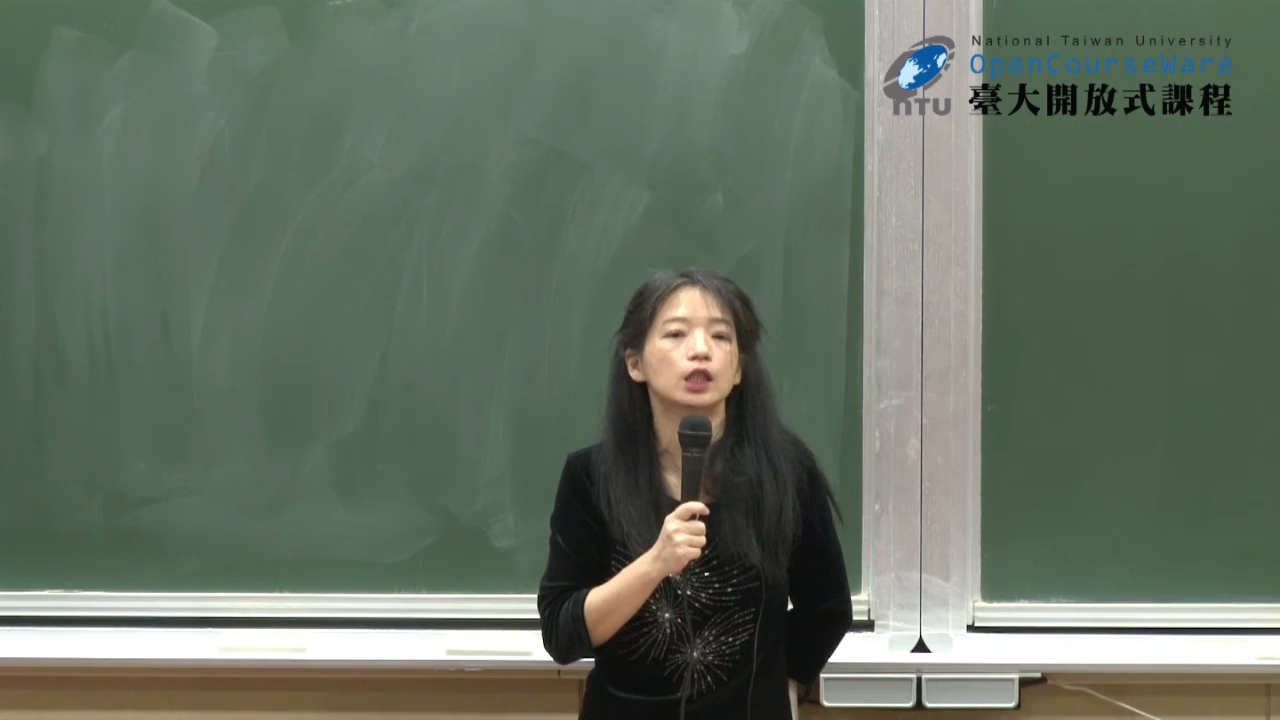 National Taiwan University
OpenCourseWare
NTU
臺大開放式課程